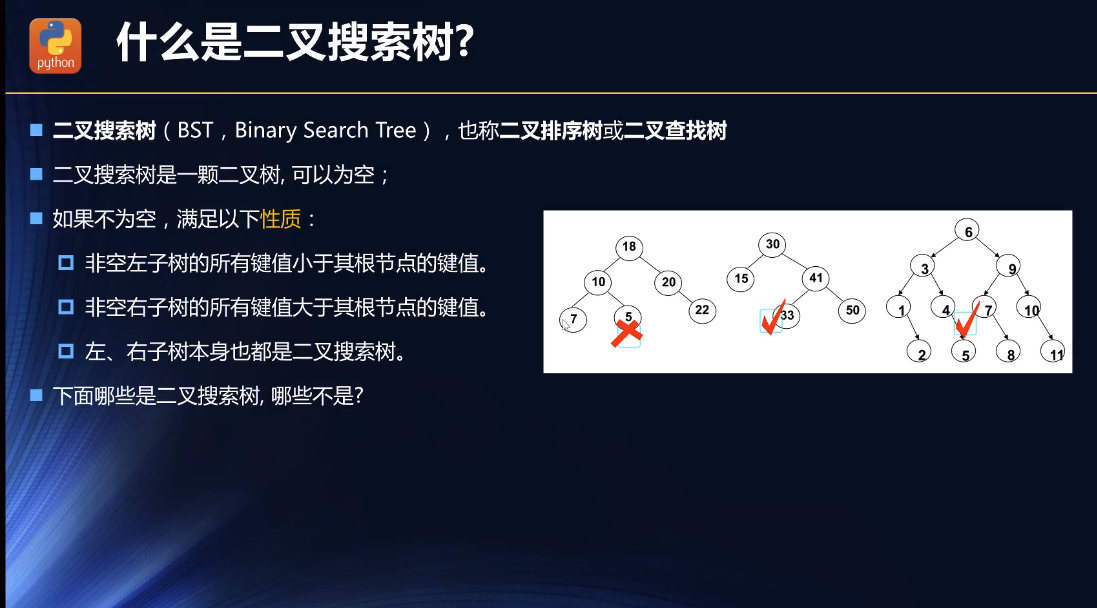 python
什么是二叉搜索树?
二叉搜索树（BST，Binary Search Tree），也称二叉排序树或二叉查找树
二叉搜索树是一颗二叉树, 可以为空；
如果不为空，满足以下性质：
非空左子树的所有键值小于其根节点的键值。
非空右子树的所有键值大于其根节点的键值。
左、右子树本身也都是二叉搜索树。
下面哪些是二叉搜索树, 哪些不是?
18
10 20
7 5 22
30
15 41
33 50
6
3 9
1 4 7 10
2 5 8 11